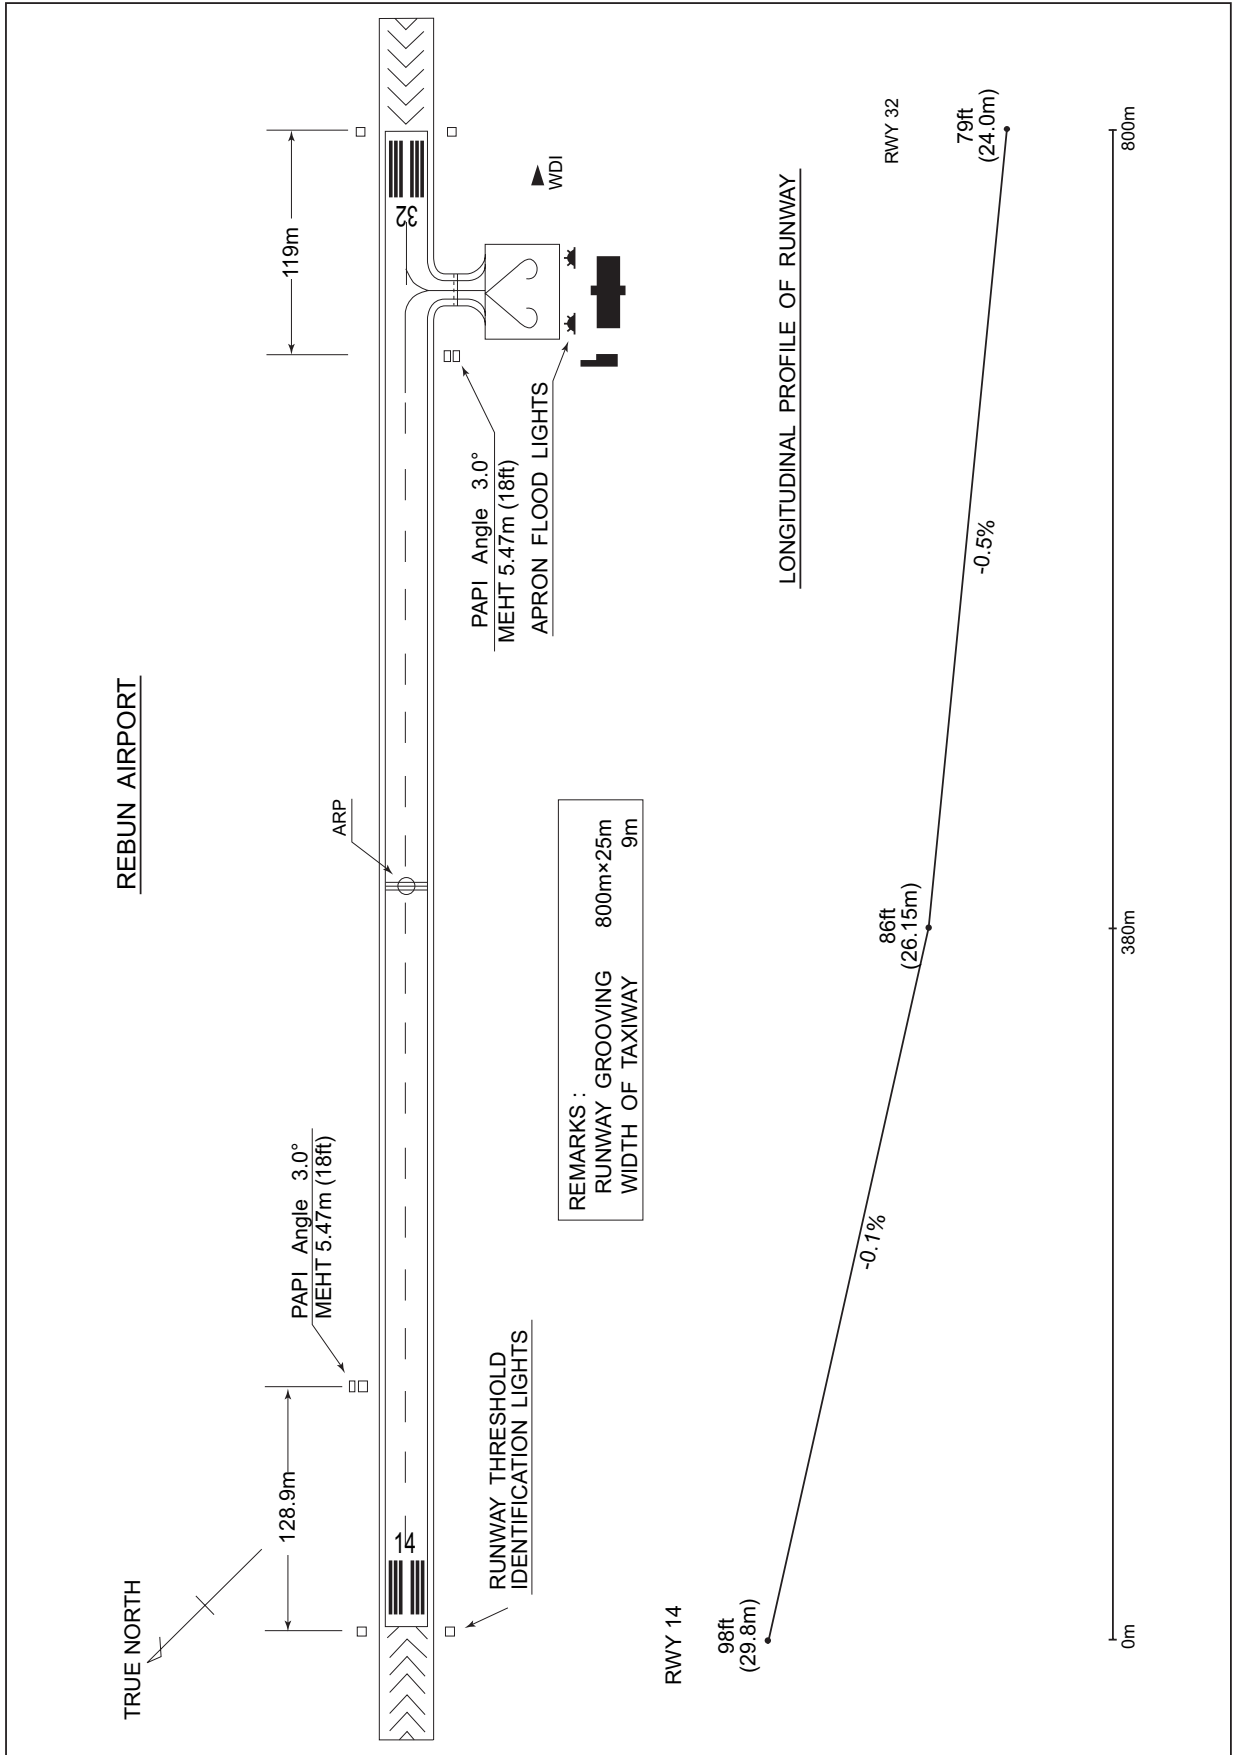 REBUN AIRPORT
TRUE NORTH
128.9m
PAPI Angle 3.0°
MEHT 5.47m (18ft)
ARP
119m
14
32
RUNWAY THRESHOLD
IDENTIFICATION LIGHTS
PAPI Angle 3.0°
MEHT 5.47m (18ft)
APRON FLOOD LIGHTS
WDI
REMARKS :
RUNWAY GROOVING 800m×25m
WIDTH OF TAXIWAY 9m
LONGITUDINAL PROFILE OF RUNWAY
RWY 14
98ft
(29.8m)
-0.1%
86ft
(26.15m)
-0.5%
RWY 32
79ft
(24.0m)
0m
380m
800m